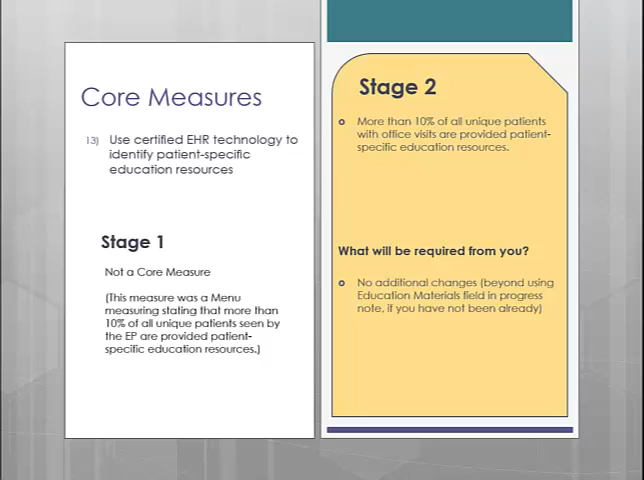 Core Measures
13) Use certified EHR technology to
identify patient-specific
education resources
Stage 1
Not a Core Measure
(This measure was a Menu
measuring stating that more than
10% of all unique patients seen by
the EP are provided patient-
specific education resources.)
Stage 2
More than 10% of all unique patients
with office visits are provided patient-
specific education resources.
What will be required from you?
No additional changes (beyond using
Education Materials field in progress
note, if you have not been already)